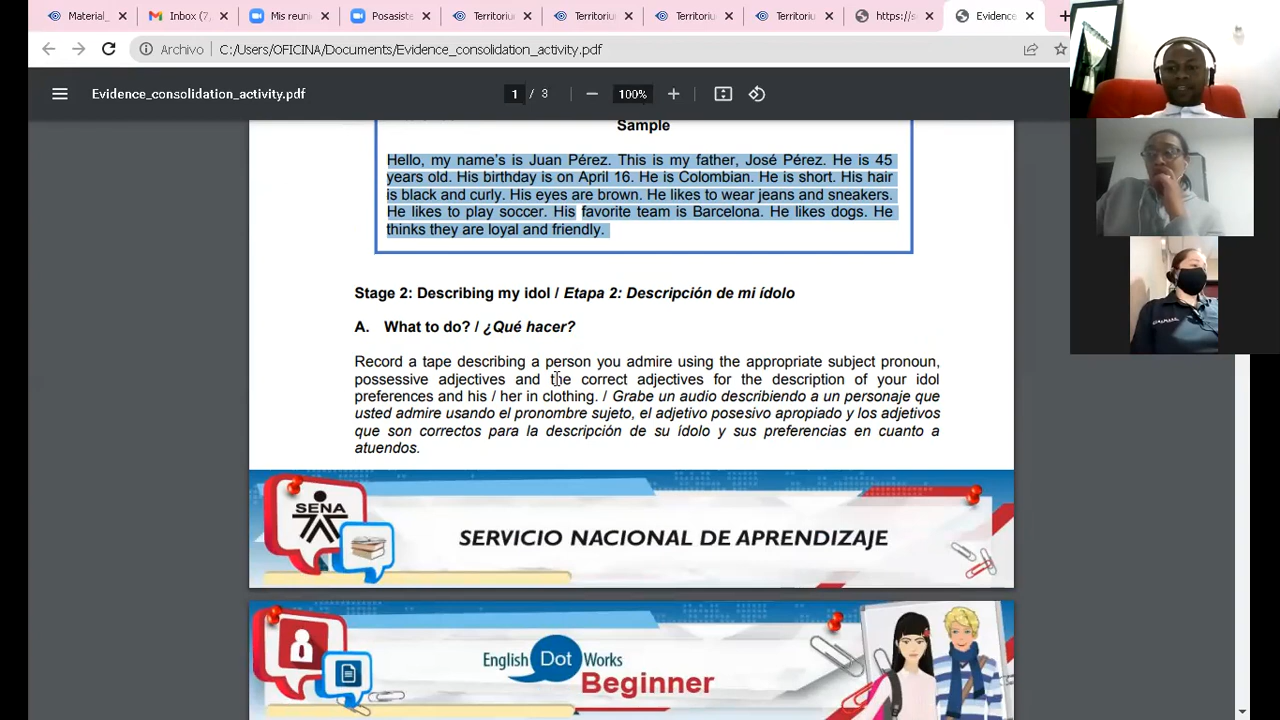 Material_
Inbox (7,
Mis reuni
Posasiste
Territoriu
Territoriu
Territoriu
Territoriu
https://s
Evidence
Archivo
C:/Users/OFICINA/Documents/Evidence_consolidation_activity.pdf
Evidence_consolidation_activity.pdf
1 / 3
100%
Sample
Hello, my name's is Juan Pérez. This is my father, José Pérez. He is 45
years old. His birthday is on April 16. He is Colombian. He is short. His hair
is black and curly. His eyes are brown. He likes to wear jeans and sneakers.
He likes to play soccer. His favorite team is Barcelona. He likes dogs. He
thinks they are loyal and friendly.
Stage 2: Describing my idol / Etapa 2: Descripción de mi ídolo
A. What to do? / ¿Qué hacer?
Record a tape describing a person you admire using the appropriate subject pronoun,
possessive adjectives and the correct adjectives for the description of your idol
preferences and his / her in clothing. / Grabe un audio describiendo a un personaje que
usted admire usando el pronombre sujeto, el adjetivo posesivo apropiado y los adjetivos
que son correctos para la descripción de su ídolo y sus preferencias en cuanto a
atuendos.
SENA
SERVICIO NACIONAL DE APRENDIZAJE
English Dot Works
Beginner